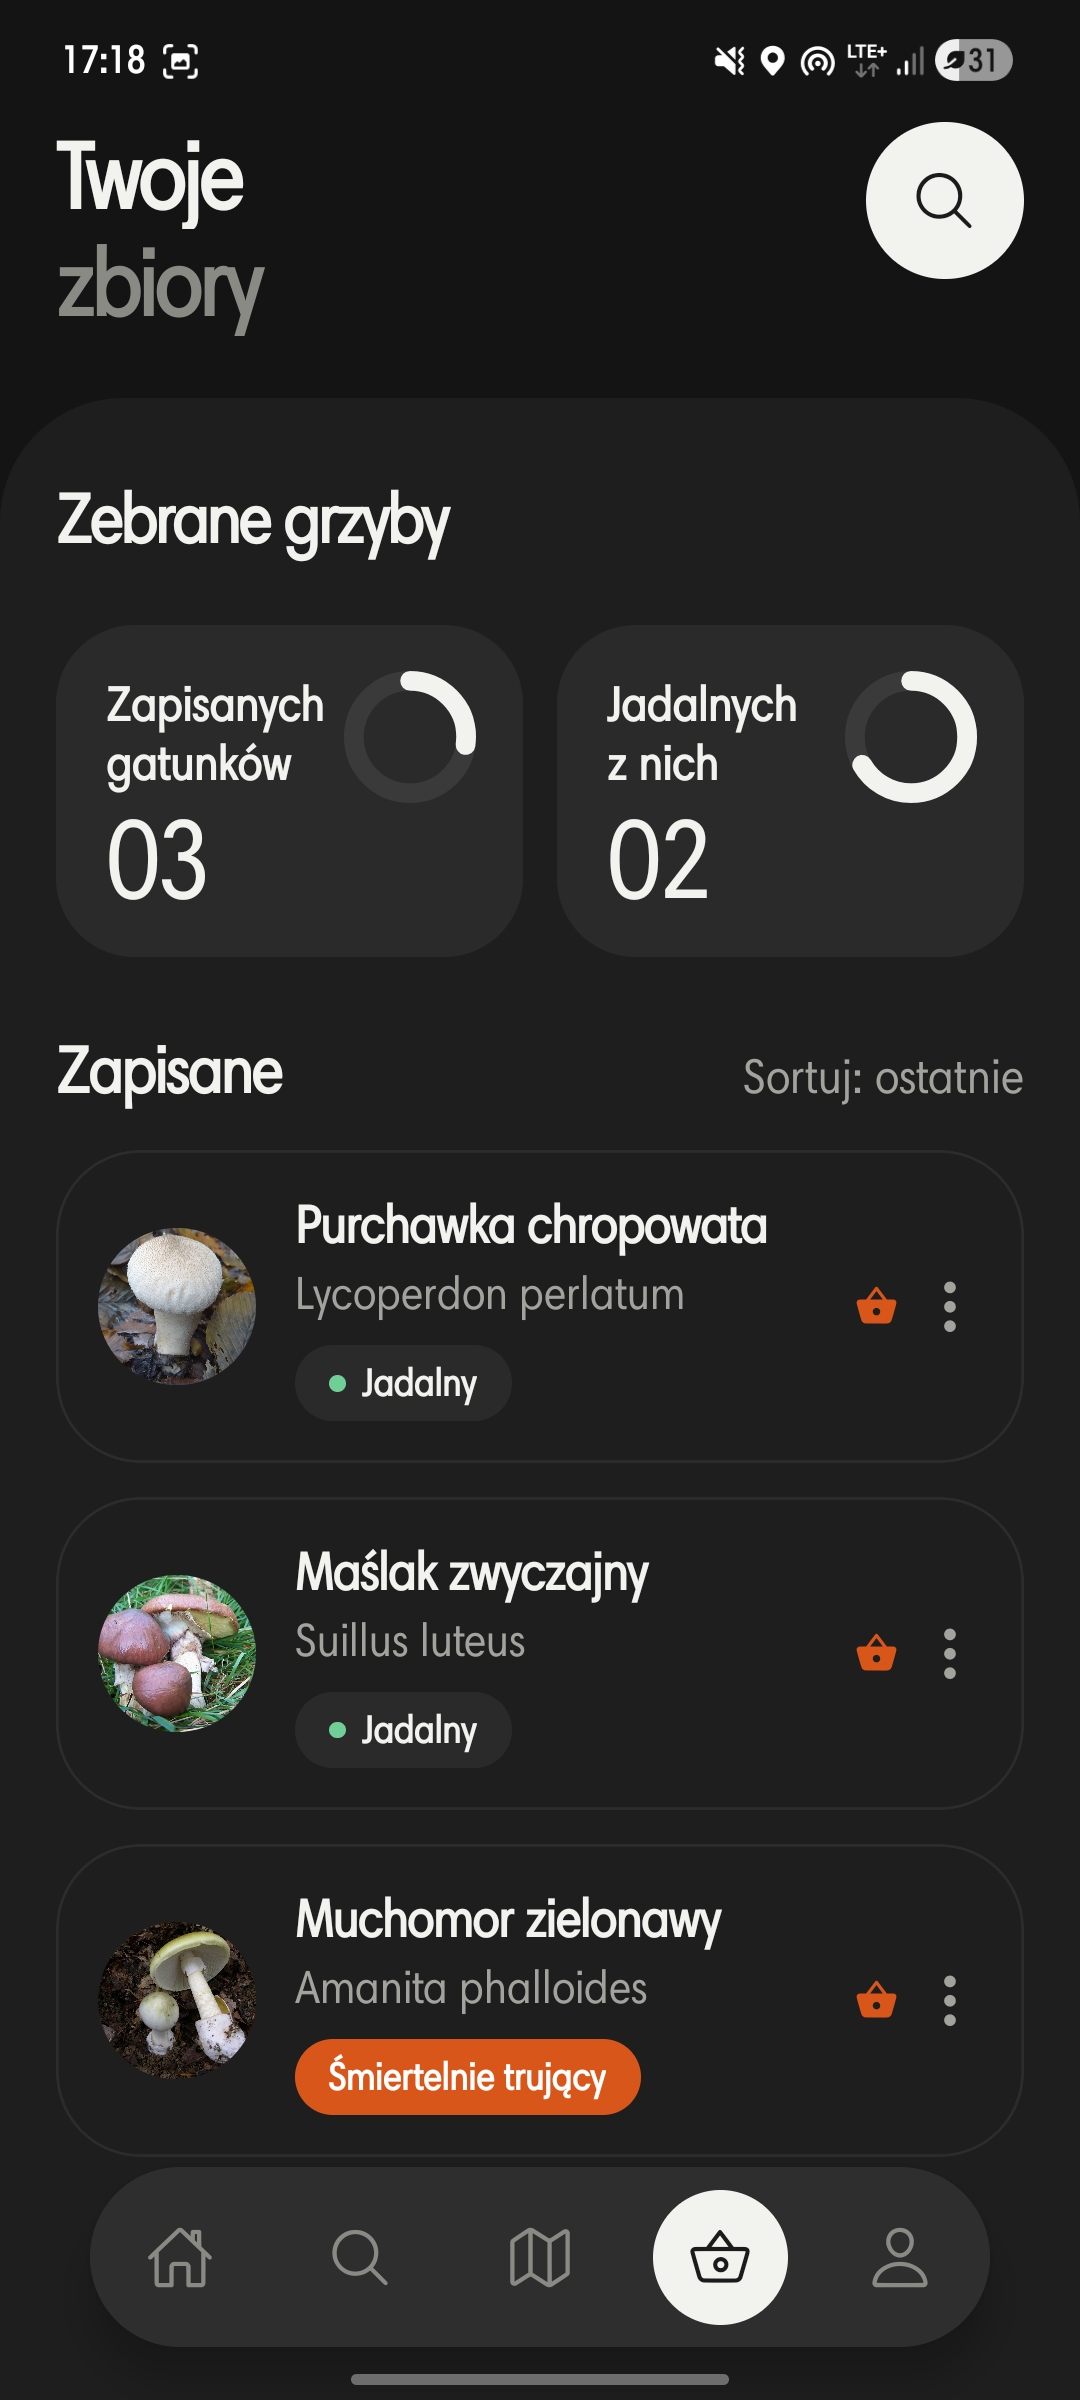 17:18
LTE+
31
Twoje
zbiory
Zebrane grzyby
Zapisanych
gatunków
03
Jadalnych
z nich
02
Zapisane
Sortuj: ostatnie
Purchawka chropowata
Lycoperdon perlatum
Jadalny
Maślak zwyczajny
Suillus luteus
Jadalny
Muchomor zielonawy
Amanita phalloides
Śmiertelnie trujący